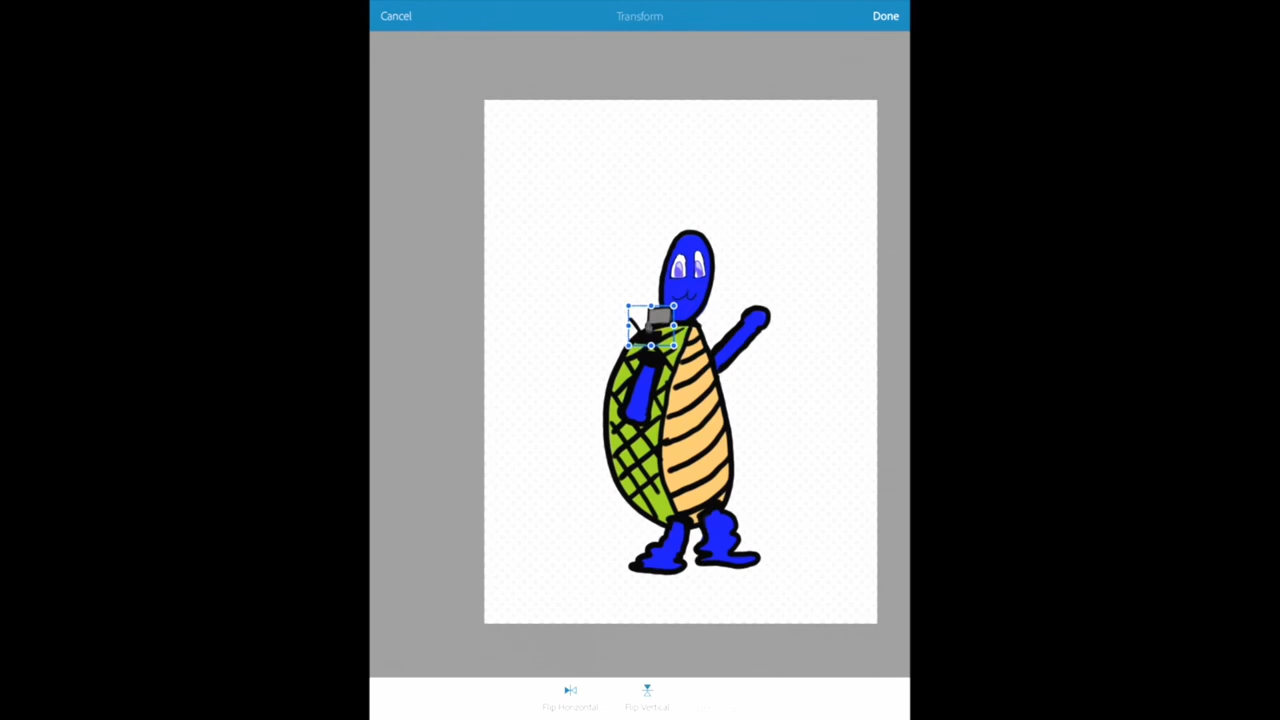 Cancel
Transform
Done
Flip Horizontal
Flip Vertical